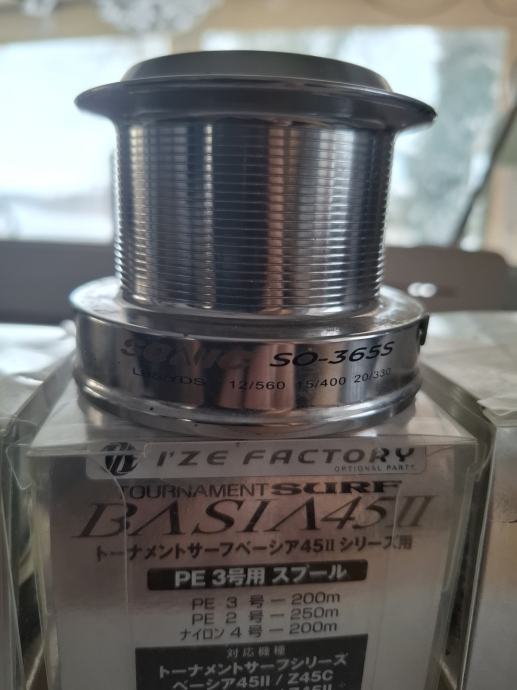 SONIC SO-365S
Lbs/YDS 12/560 15/400 20/330
I'ZE FACTORY
OPTIONAL PARTS
TOURNAMENT SURF
BASIA45II
トーナメントサーフベーシア45IIシリーズ用
PE 3号用 スプール
PE 3 号 ― 200m
PE 2 号 ― 250m
ナイロン 4 号 ― 200m
対応機種
トーナメントサーフシリーズ
ベーシア45II / Z45C